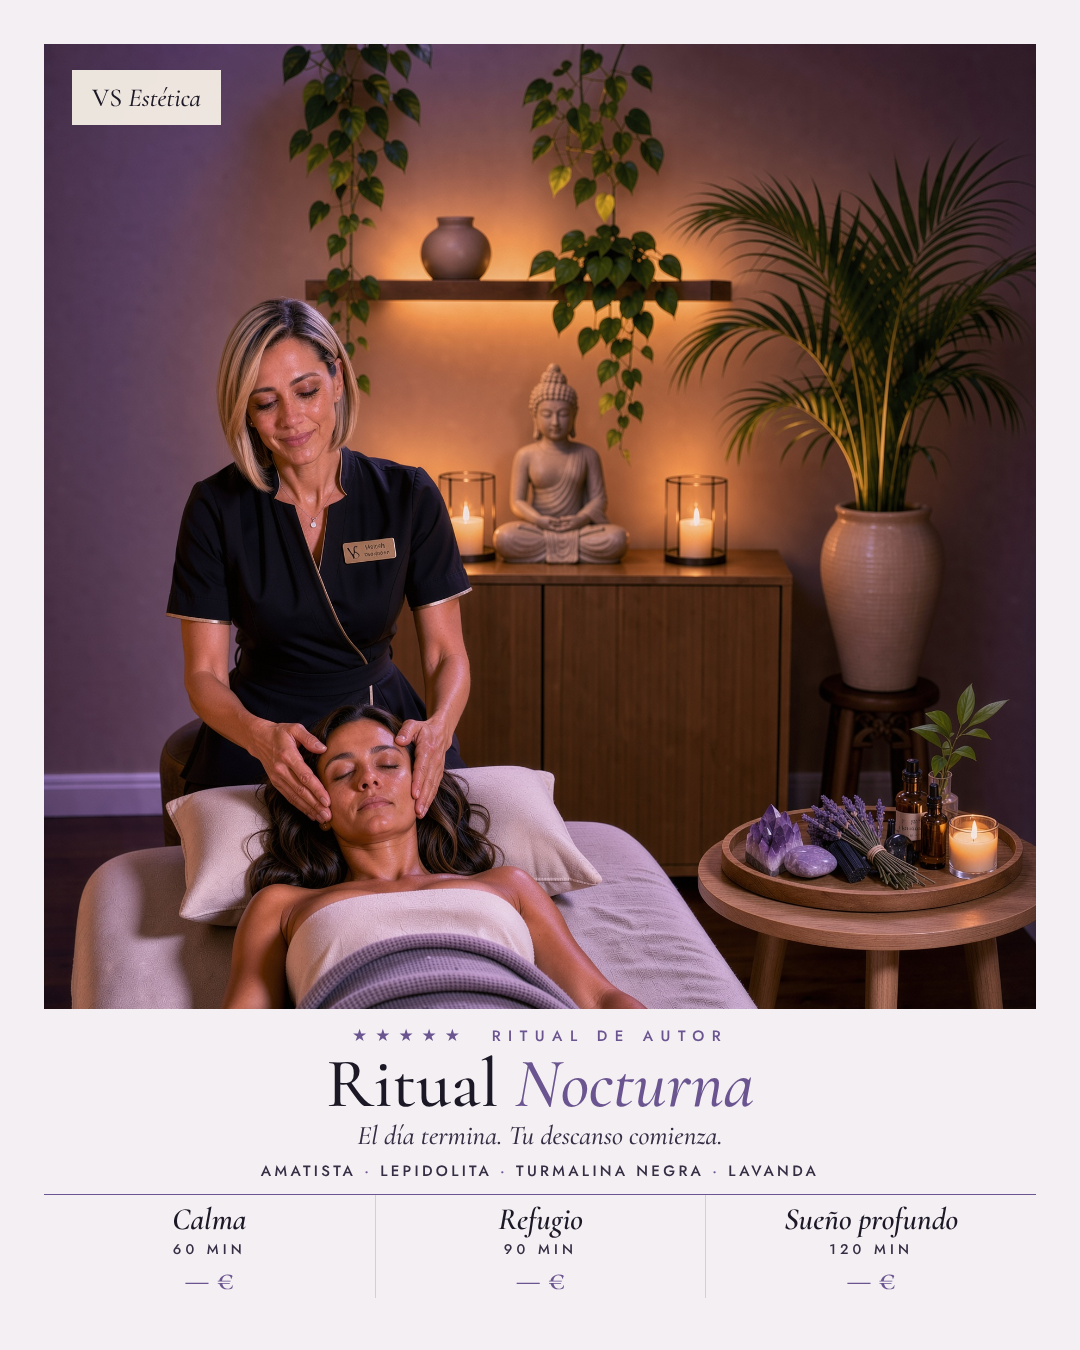 VS Estética
VS
★★★★★ RITUAL DE AUTOR
Ritual Nocturna
El día termina. Tu descanso comienza.
AMATISTA · LEPIDOLITA · TURMALINA NEGRA · LAVANDA
Calma
60 MIN
— €
Refugio
90 MIN
— €
Sueño profundo
120 MIN
— €